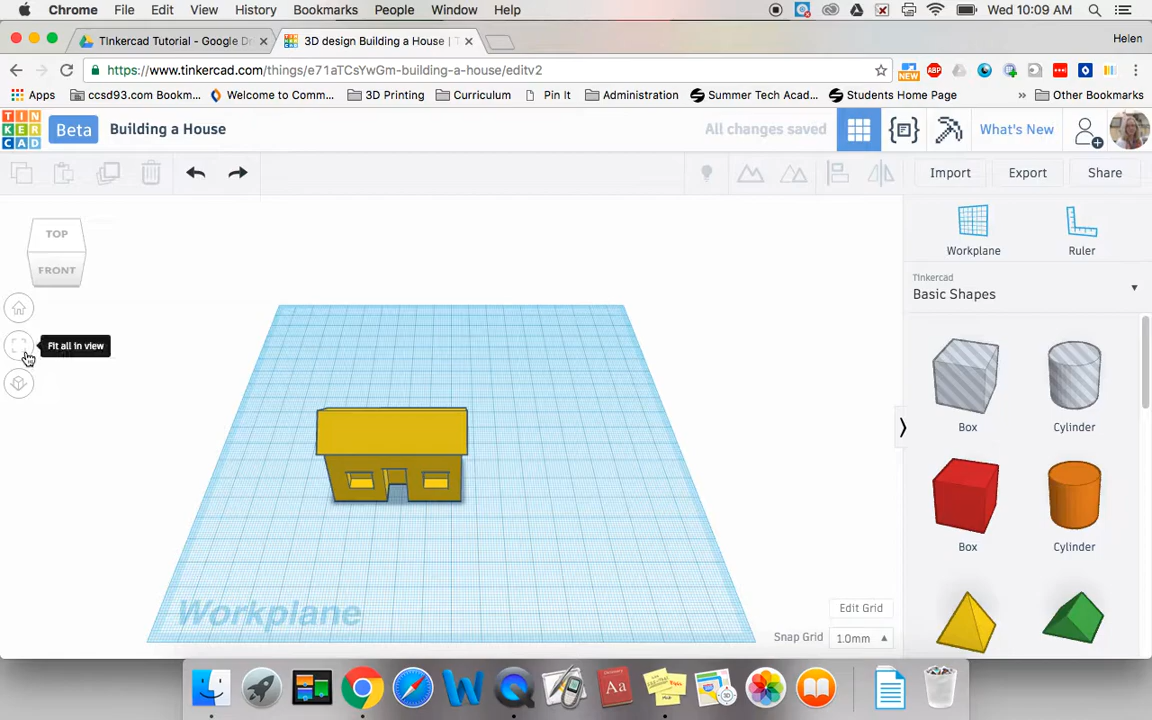 Chrome File Edit View History Bookmarks People Window Help Wed 10:09 AM
Tinkercad Tutorial - Google Dr
3D design Building a House | T
Helen
https://www.tinkercad.com/things/e71aTCsYwGm-building-a-house/editv2
NEW
ABP
Apps ccsd93.com Bookm... Welcome to Comm... 3D Printing Curriculum Pin It Administration Summer Tech Acad... Students Home Page » Other Bookmarks
TIN
KER
CAD
Beta
Building a House
All changes saved
What's New
Import
Export
Share
TOP
FRONT
Fit all in view
Workplane
Ruler
Tinkercad
Basic Shapes
Box
Cylinder
Box
Cylinder
Workplane
Edit Grid
Snap Grid 1.0mm
W
Aa